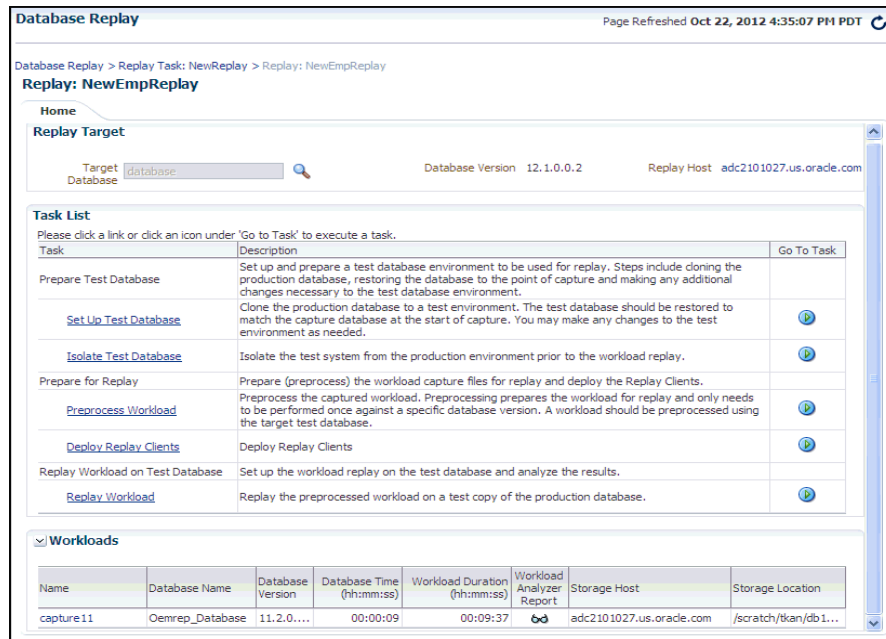 Database Replay
Page Refreshed Oct 22, 2012 4:35:07 PM PDT
Database Replay > Replay Task: NewReplay > Replay: NewEmpReplay
Replay: NewEmpReplay
Home
Replay Target
Target Database database
Database Version 12.1.0.0.2
Replay Host adc2101027.us.oracle.com
Task List
Please click a link or click an icon under 'Go to Task' to execute a task.
Task Description Go To Task
Prepare Test Database
Set up and prepare a test database environment to be used for replay. Steps include cloning the
production database, restoring the database to the point of capture and making any additional
changes necessary to the test database environment.
Set Up Test Database
Clone the production database to a test environment. The test database should be restored to
match the capture database at the start of capture. You may make any changes to the test
environment as needed.
Isolate Test Database
Isolate the test system from the production environment prior to the workload replay.
Prepare for Replay
Prepare (preprocess) the workload capture files for replay and deploy the Replay Clients.
Preprocess Workload
Preprocess the captured workload. Preprocessing prepares the workload for replay and only needs
to be performed once against a specific database version. A workload should be preprocessed using
the target test database.
Deploy Replay Clients
Deploy Replay Clients
Replay Workload on Test Database
Set up the workload replay on the test database and analyze the results.
Replay Workload
Replay the preprocessed workload on a test copy of the production database.
Workloads
Name
Database Name
Database Version
Database Time (hh:mm:ss)
Workload Duration (hh:mm:ss)
Workload Analyzer Report
Storage Host
Storage Location
capture11 Oemrep_Database 11.2.0.... 00:00:09 00:09:37 adc2101027.us.oracle.com /scratch/tkan/db1...